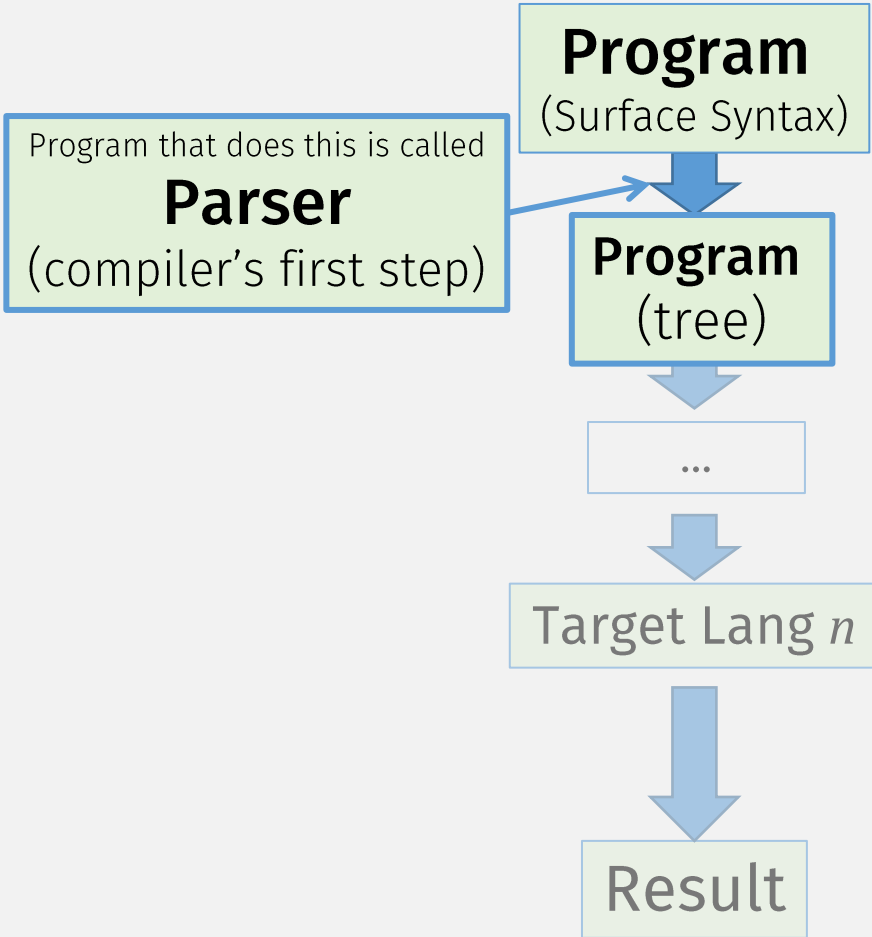 Program
(Surface Syntax)
Program that does this is called
Parser
(compiler’s first step)
Program
(tree)
…
Target Lang n
Result